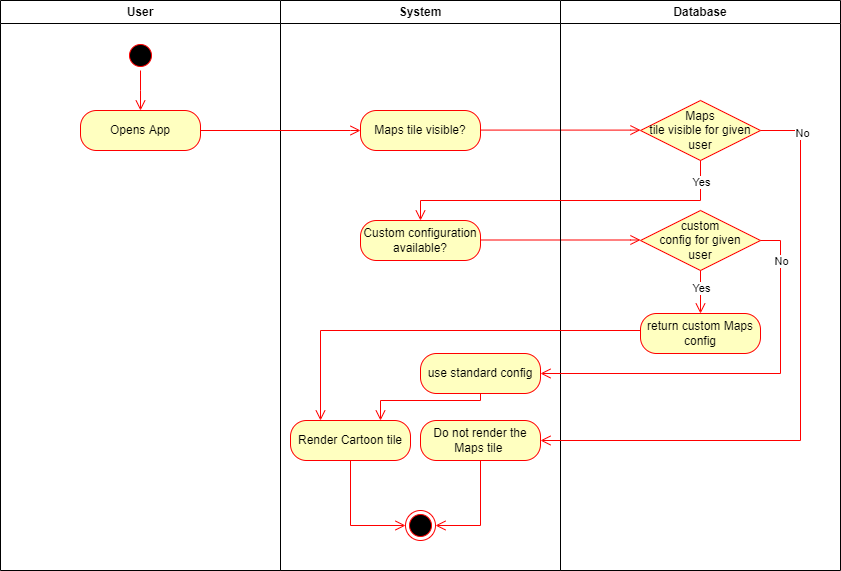 User
System
Database
Opens App
Maps tile visible?
Maps
tile visible for given
user
No
Yes
Custom configuration
available?
custom
config for given
user
No
Yes
return custom Maps
config
use standard config
Render Cartoon tile
Do not render the
Maps tile